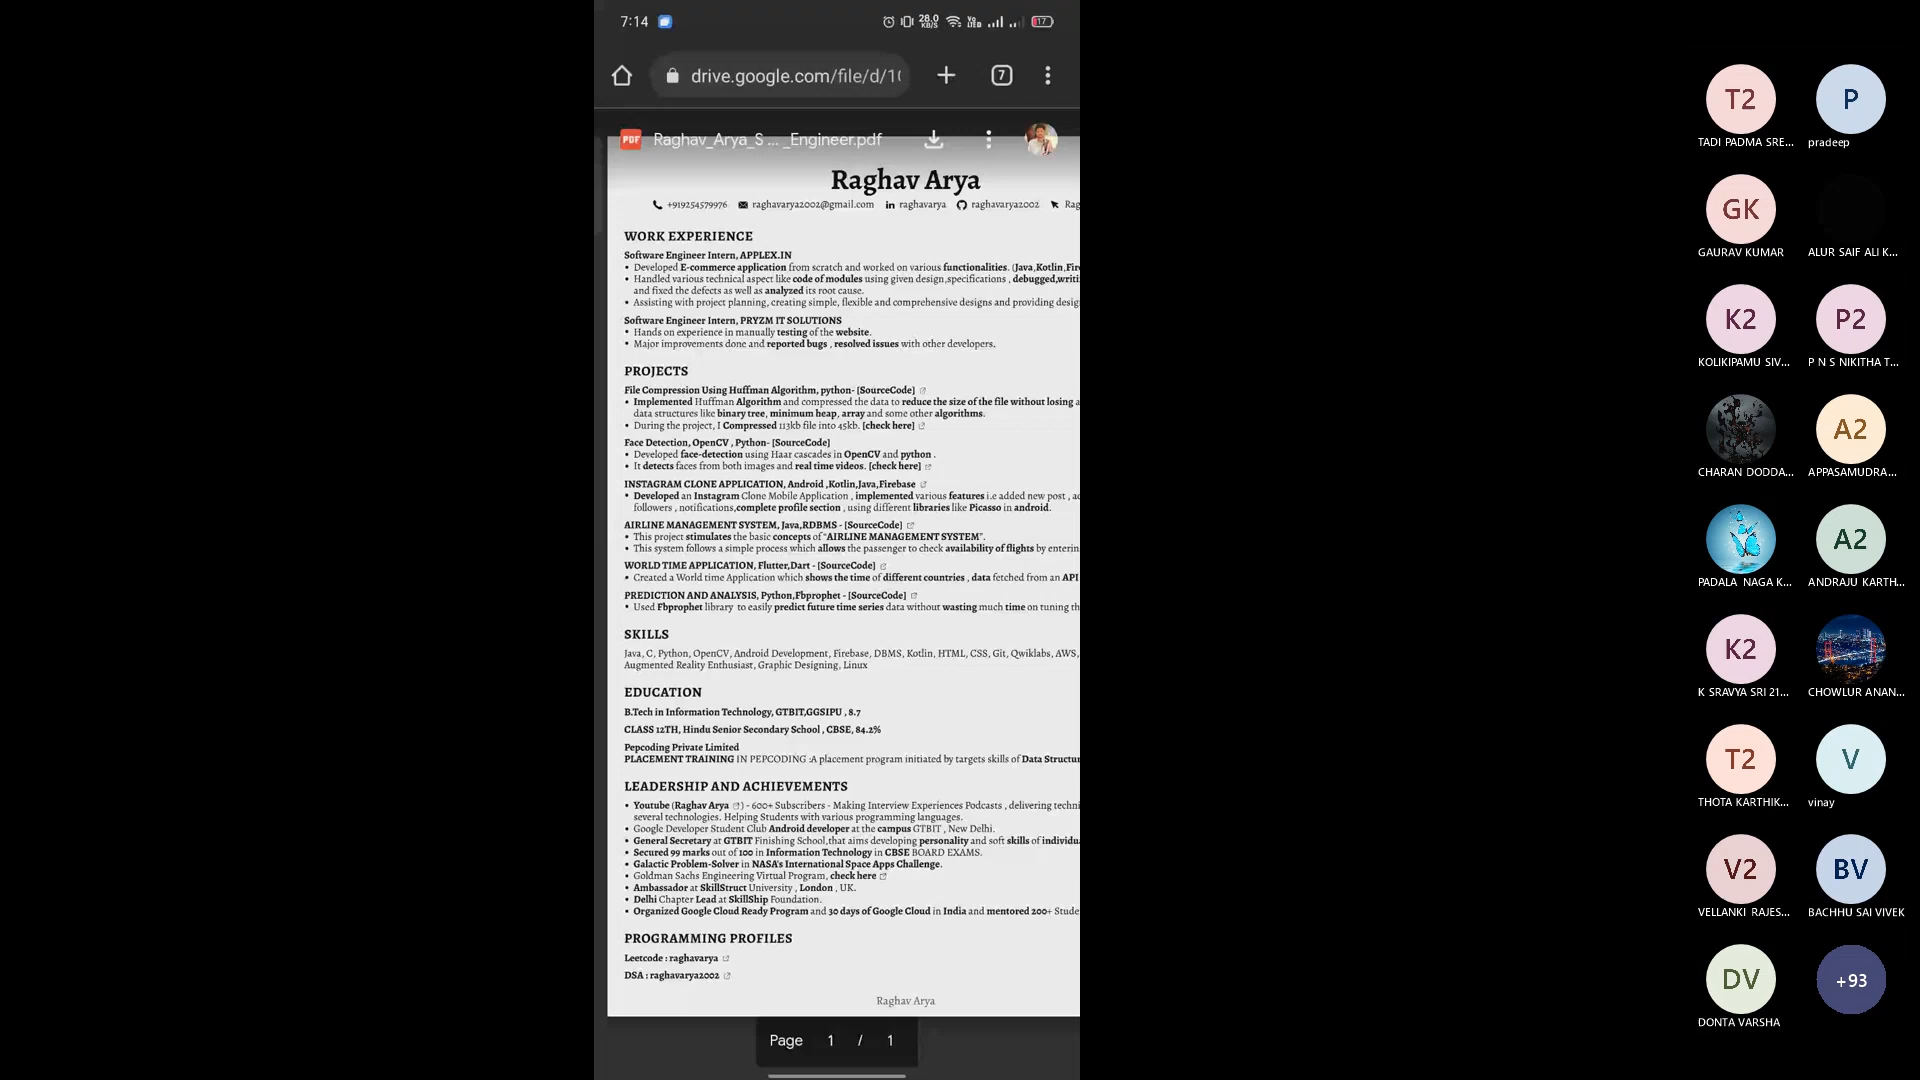 7:14 28.0 KB/S Vo LTE 17
drive.google.com/file/d/1 7
PDF Raghav_Arya_S ... _Engineer.pdf
Raghav Arya
+919254579976 raghavarya2002@gmail.com in raghavarya raghavarya2002 Rag
WORK EXPERIENCE
Software Engineer Intern, APPLEX.IN
• Developed E-commerce application from scratch and worked on various functionalities. (Java,Kotlin,Fire
• Handled various technical aspect like code of modules using given design,specifications , debugged,writi
and fixed the defects as well as analyzed its root cause.
• Assisting with project planning, creating simple, flexible and comprehensive designs and providing desig
Software Engineer Intern, PRYZM IT SOLUTIONS
• Hands on experience in manually testing of the website.
• Major improvements done and reported bugs , resolved issues with other developers.
PROJECTS
File Compression Using Huffman Algorithm, python- [SourceCode]
• Implemented Huffman Algorithm and compressed the data to reduce the size of the file without losing a
data structures like binary tree, minimum heap, array and some other algorithms.
• During the project, I Compressed 113kb file into 45kb. [check here]
Face Detection, OpenCV , Python- [SourceCode]
• Developed face-detection using Haar cascades in OpenCV and python .
• It detects faces from both images and real time videos. [check here]
INSTAGRAM CLONE APPLICATION, Android ,Kotlin,Java,Firebase
• Developed an Instagram Clone Mobile Application , implemented various features i.e added new post , ad
followers , notifications,complete profile section , using different libraries like Picasso in android.
AIRLINE MANAGEMENT SYSTEM, Java,RDBMS - [SourceCode]
• This project stimulates the basic concepts of "AIRLINE MANAGEMENT SYSTEM".
• This system follows a simple process which allows the passenger to check availability of flights by enterin
WORLD TIME APPLICATION, Flutter,Dart - [SourceCode]
• Created a World time Application which shows the time of different countries , data fetched from an API
PREDICTION AND ANALYSIS, Python,Fbprophet - [SourceCode]
• Used Fbprophet library to easily predict future time series data without wasting much time on tuning th
SKILLS
Java, C, Python, OpenCV, Android Development, Firebase, DBMS, Kotlin, HTML, CSS, Git, Qwiklabs, AWS,
Augmented Reality Enthusiast, Graphic Designing, Linux
EDUCATION
B.Tech in Information Technology, GTBIT,GGSIPU , 8.7
CLASS 12TH, Hindu Senior Secondary School , CBSE, 84.2%
Pepcoding Private Limited
PLACEMENT TRAINING IN PEPCODING :A placement program initiated by targets skills of Data Structur
LEADERSHIP AND ACHIEVEMENTS
• Youtube (Raghav Arya ) - 600+ Subscribers - Making Interview Experiences Podcasts , delivering techni
several technologies. Helping Students with various programming languages.
• Google Developer Student Club Android developer at the campus GTBIT , New Delhi.
• General Secretary at GTBIT Finishing School,that aims developing personality and soft skills of individua
• Secured 99 marks out of 100 in Information Technology in CBSE BOARD EXAMS.
• Galactic Problem-Solver in NASA's International Space Apps Challenge.
• Goldman Sachs Engineering Virtual Program, check here
• Ambassador at SkillStruct University , London , UK.
• Delhi Chapter Lead at SkillShip Foundation.
• Organized Google Cloud Ready Program and 30 days of Google Cloud in India and mentored 200+ Stude
PROGRAMMING PROFILES
Leetcode : raghavarya
DSA : raghavarya2002
Raghav Arya
Page 1 / 1
T2 P
TADI PADMA SRE... pradeep
GK
GAURAV KUMAR ALUR SAIF ALI K...
K2 P2
KOLIKIPAMU SIV... P N S NIKITHA T...
A2
CHARAN DODDA... APPASAMUDRA...
A2
PADALA NAGA K... ANDRAJU KARTH...
K2
K SRAVYA SRI 21... CHOWLUR ANAN...
T2 V
THOTA KARTHIK... vinay
V2 BV
VELLANKI RAJES... BACHHU SAI VIVEK
DV +93
DONTA VARSHA